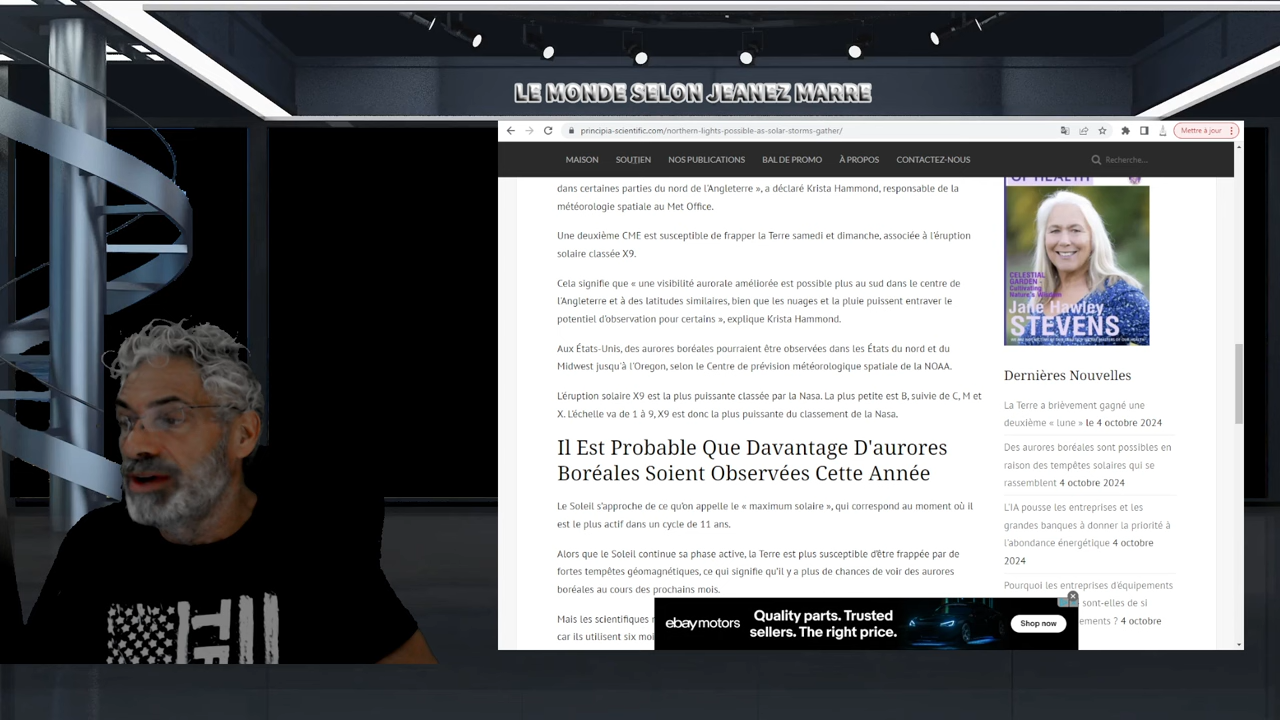 LE MONDE SELON JEANEZ MARRE
principia-scientific.com/northern-lights-possible-as-solar-storms-gather/
Mettre à jour
MAISON SOUTIEN NOS PUBLICATIONS BAL DE PROMO À PROPOS CONTACTEZ-NOUS
Recherche...
dans certaines parties du nord de l'Angleterre », a déclaré Krista Hammond, responsable de la
météorologie spatiale au Met Office.
Une deuxième CME est susceptible de frapper la Terre samedi et dimanche, associée à l'éruption
solaire classée X9.
Cela signifie que « une visibilité aurorale améliorée est possible plus au sud dans le centre de
l'Angleterre et à des latitudes similaires, bien que les nuages et la pluie puissent entraver le
potentiel d'observation pour certains », explique Krista Hammond.
Aux États-Unis, des aurores boréales pourraient être observées dans les États du nord et du
Midwest jusqu'à l'Oregon, selon le Centre de prévision météorologique spatiale de la NOAA.
L'éruption solaire X9 est la plus puissante classée par la Nasa. La plus petite est B, suivie de C, M et
X. L'échelle va de 1 à 9, X9 est donc la plus puissante du classement de la Nasa.
Il Est Probable Que Davantage D'aurores
Boréales Soient Observées Cette Année
Le Soleil s'approche de ce qu'on appelle le « maximum solaire », qui correspond au moment où il
est le plus actif dans un cycle de 11 ans.
Alors que le Soleil continue sa phase active, la Terre est plus susceptible d'être frappée par de
fortes tempêtes géomagnétiques, ce qui signifie qu'il y a plus de chances de voir des aurores
boréales au cours des prochains mois.
Mais les scientifiques
car ils utilisent six moi
OF HEALTH
CELESTIAL
GARDEN -
Cultivating
Nature's Wisdom
Jane Hawley
STEVENS
Dernières Nouvelles
La Terre a brièvement gagné une
deuxième « lune » le 4 octobre 2024
Des aurores boréales sont possibles en
raison des tempêtes solaires qui se
rassemblent 4 octobre 2024
L'IA pousse les entreprises et les
grandes banques à donner la priorité à
l'abondance énergétique 4 octobre
2024
Pourquoi les entreprises d'équipements
sont-elles de si
ements ? 4 octobre
ebay motors
Quality parts. Trusted
sellers. The right price.
Shop now